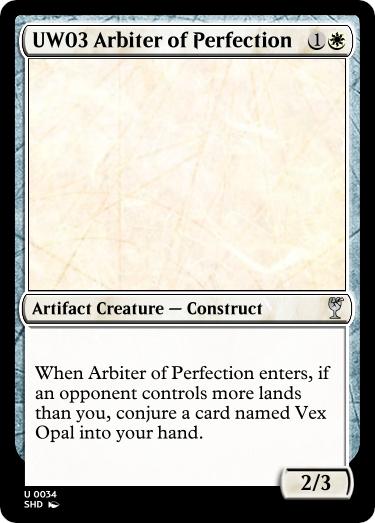 UW03 Arbiter of Perfection 1
Artifact Creature — Construct
When Arbiter of Perfection enters, if
an opponent controls more lands
than you, conjure a card named Vex
Opal into your hand.
2/3
U 0034
SHD